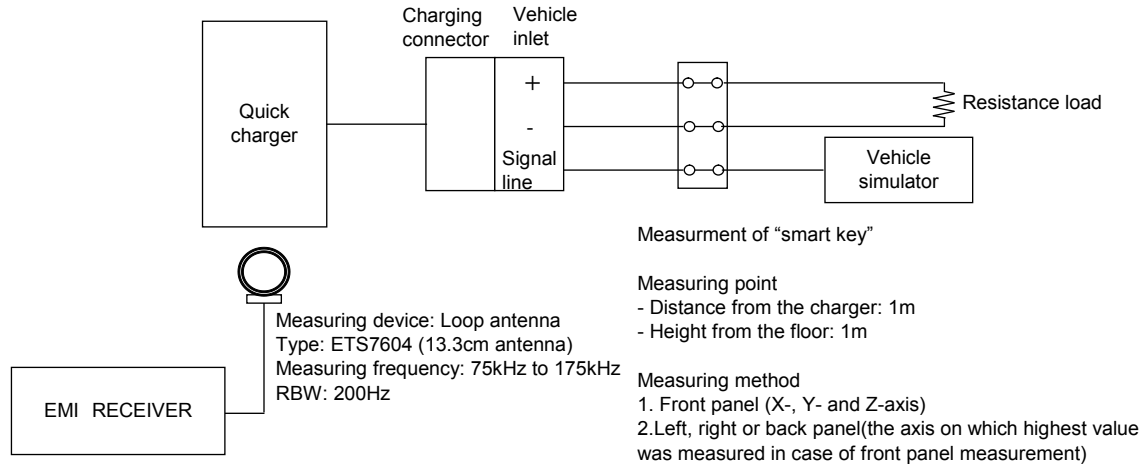 Charging
connector
Vehicle
inlet
Quick
charger
+
-
Signal
line
Resistance load
Vehicle
simulator
Measurment of “smart key”
Measuring point
- Distance from the charger: 1m
- Height from the floor: 1m
Measuring device: Loop antenna
Type: ETS7604 (13.3cm antenna)
Measuring frequency: 75kHz to 175kHz
RBW: 200Hz
EMI RECEIVER
Measuring method
1. Front panel (X-, Y- and Z-axis)
2.Left, right or back panel(the axis on which highest value
was measured in case of front panel measurement)